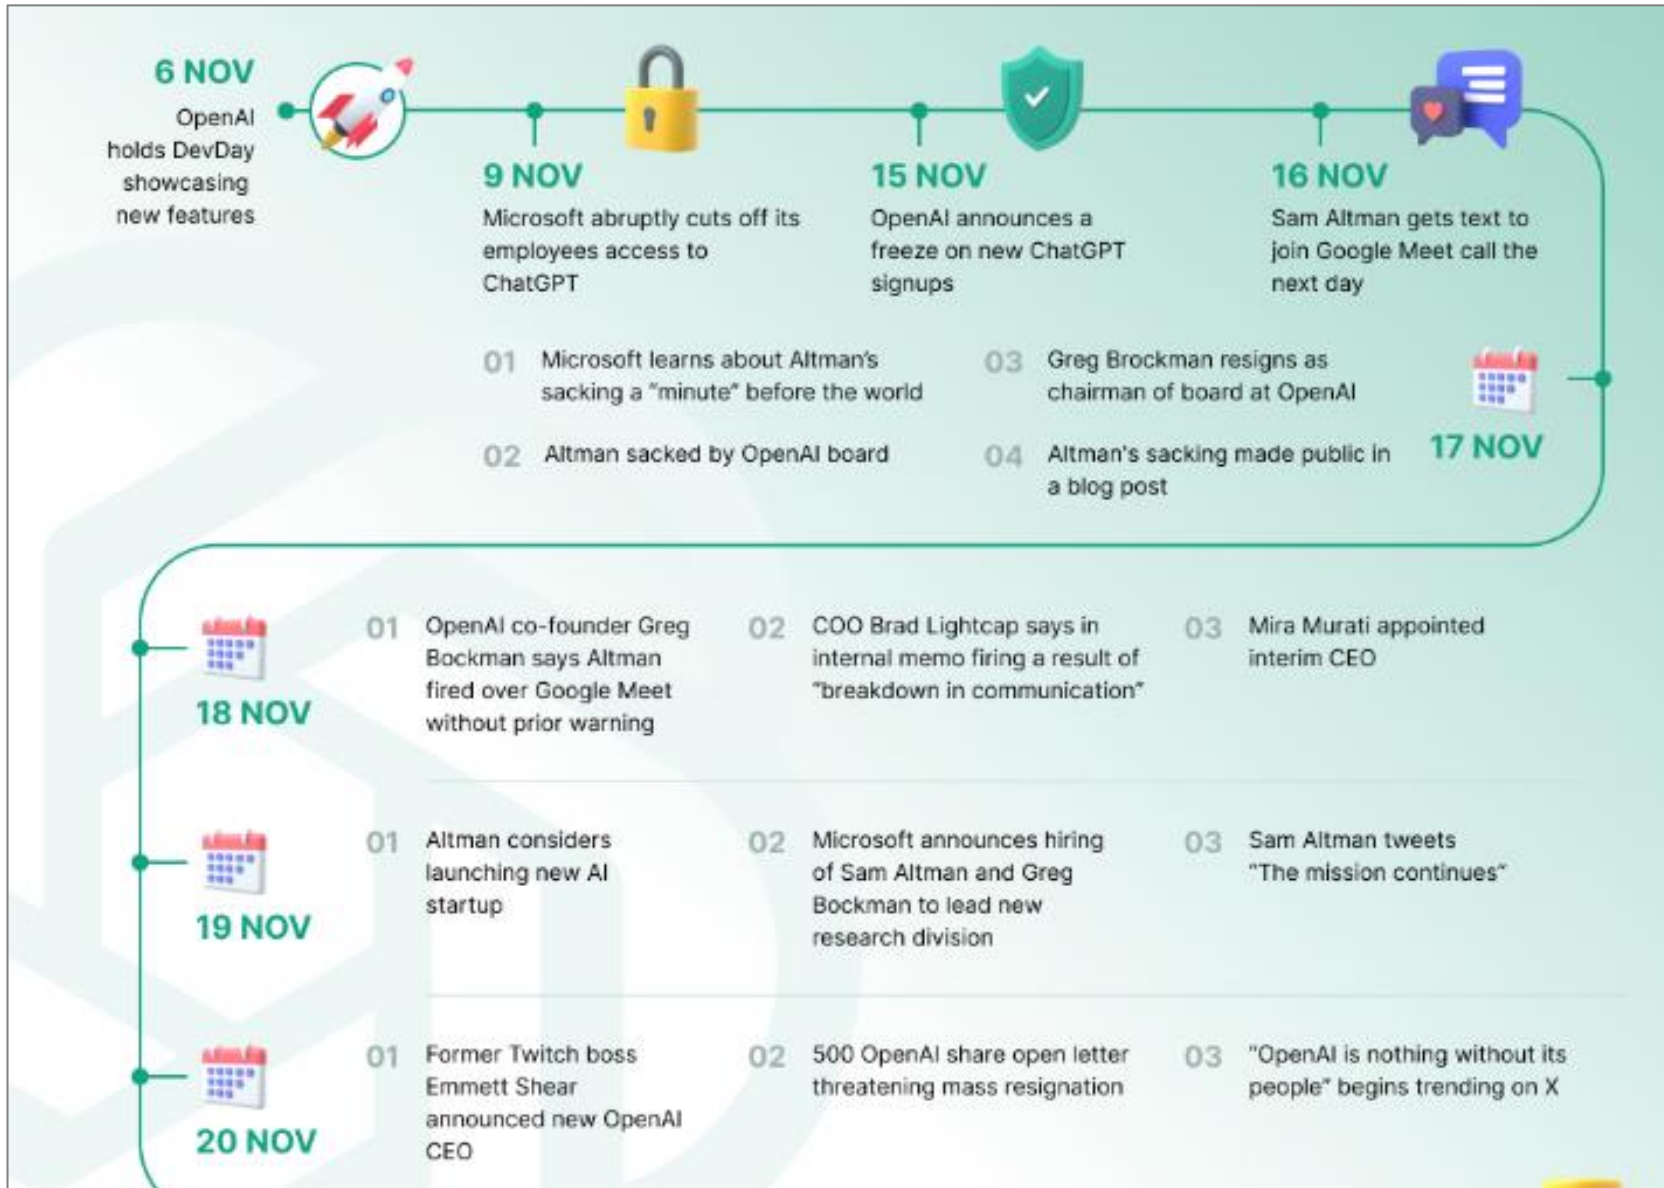 6 NOV
OpenAI
holds DevDay
showcasing
new features
9 NOV
Microsoft abruptly cuts off its
employees access to
ChatGPT
15 NOV
OpenAI announces a
freeze on new ChatGPT
signups
16 NOV
Sam Altman gets text to
join Google Meet call the
next day
17 NOV
01 Microsoft learns about Altman's
sacking a "minute" before the world
02 Altman sacked by OpenAI board
03 Greg Brockman resigns as
chairman of board at OpenAI
04 Altman's sacking made public in
a blog post
18 NOV
01 OpenAI co-founder Greg
Bockman says Altman
fired over Google Meet
without prior warning
02 COO Brad Lightcap says in
internal memo firing a result of
"breakdown in communication"
03 Mira Murati appointed
interim CEO
19 NOV
01 Altman considers
launching new AI
startup
02 Microsoft announces hiring
of Sam Altman and Greg
Bockman to lead new
research division
03 Sam Altman tweets
"The mission continues"
20 NOV
01 Former Twitch boss
Emmett Shear
announced new OpenAI
CEO
02 500 OpenAI share open letter
threatening mass resignation
03 "OpenAI is nothing without its
people" begins trending on X